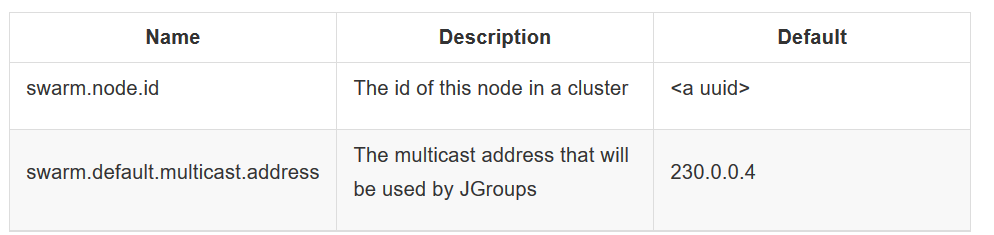 Name Description Default
swarm.node.id The id of this node in a cluster <a uuid>
swarm.default.multicast.address The multicast address that will
be used by JGroups 230.0.0.4